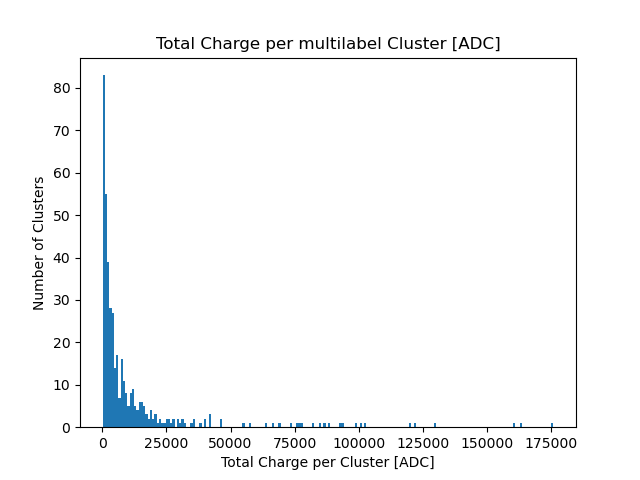 Total Charge per multilabel Cluster [ADC]
80
70
60
50
40
30
20
10
0
Number of Clusters
0 25000 50000 75000 100000 125000 150000 175000
Total Charge per Cluster [ADC]